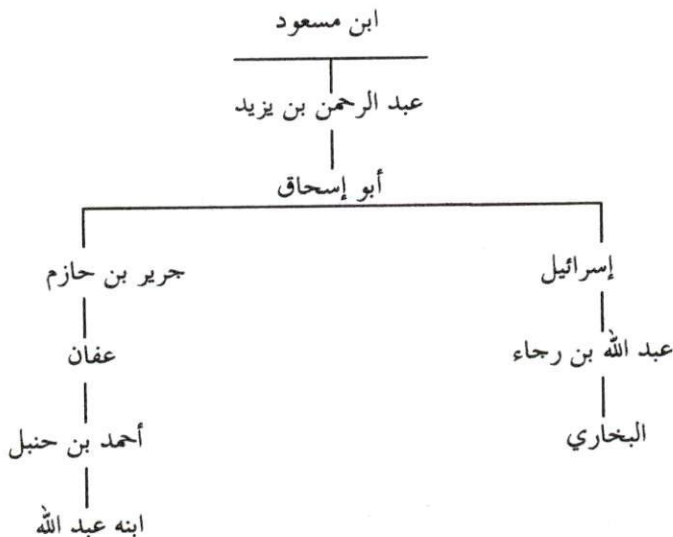 ابن مسعود
عبد الرحمن بن يزيد
أبو إسحاق
إسرائيل
جرير بن حازم
عبد الله بن رجاء
عفان
البخاري
أحمد بن حنبل
ابنه عبد الله